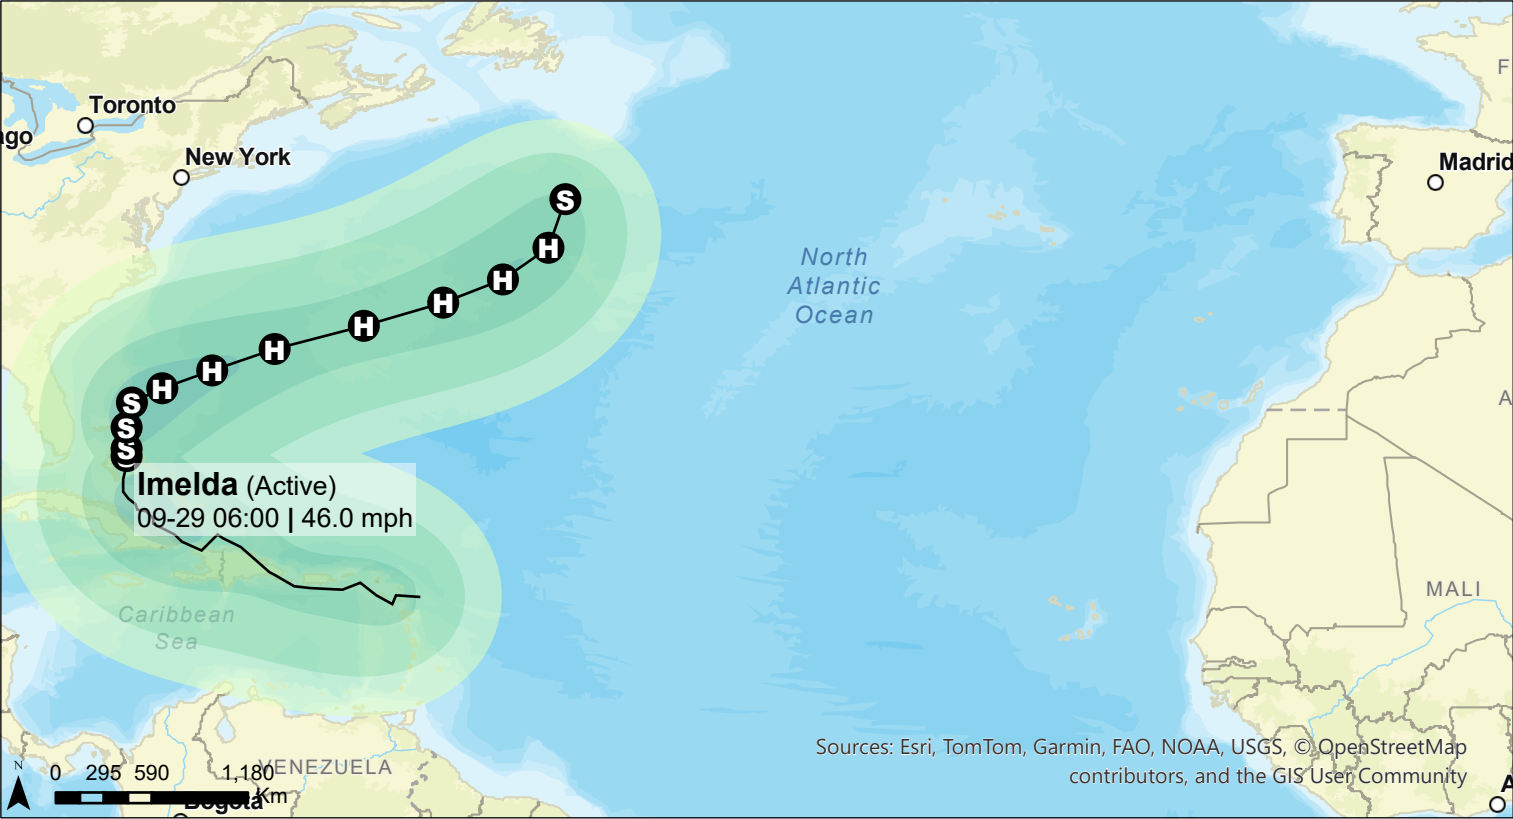 F
Toronto
ago
New York
Madrid
S
H
H
North
Atlantic
Ocean
H
H
H
H
H
S
S
S
A
Imelda (Active)
09-29 06:00 | 46.0 mph
Caribbean
Sea
MALI
Sources: Esri, TomTom, Garmin, FAO, NOAA, USGS, © OpenStreetMap
contributors, and the GIS User Community
N
0 295 590 1,180
Km
VENEZUELA
Bogota
A